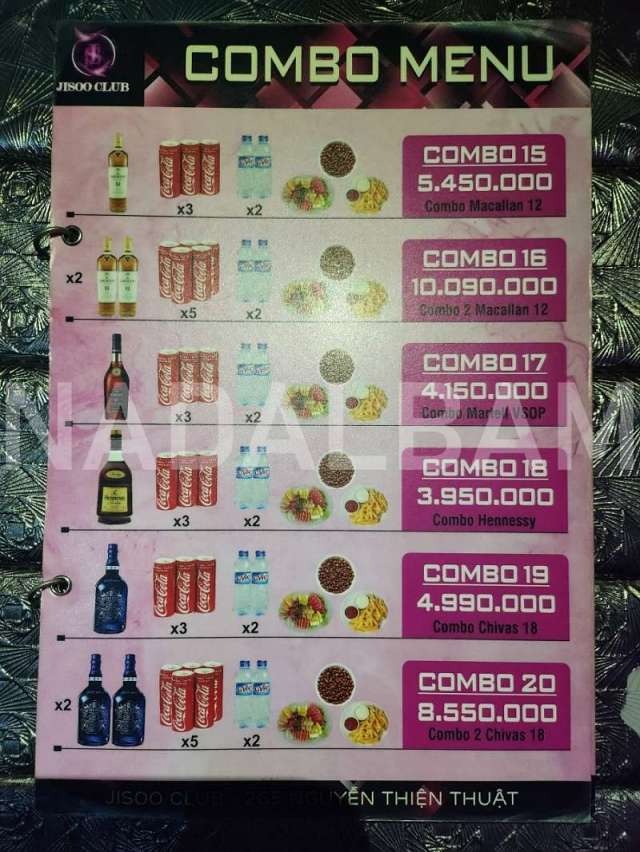 JISOO CLUB
COMBO MENU
COMBO 15
5.450.000
Combo Macallan 12
x3
x2
x2
COMBO 16
10.090.000
Combo 2 Macallan 12
x5
x2
COMBO 17
4.150.000
Combo Martell VSOP
x3
x2
NADALBAM
COMBO 18
3.950.000
Combo Hennessy
x3
x2
COMBO 19
4.990.000
Combo Chivas 18
x3
x2
x2
COMBO 20
8.550.000
Combo 2 Chivas 18
x5
x2
JISOO CLUB NGUYỄN THIỆN THUẬT